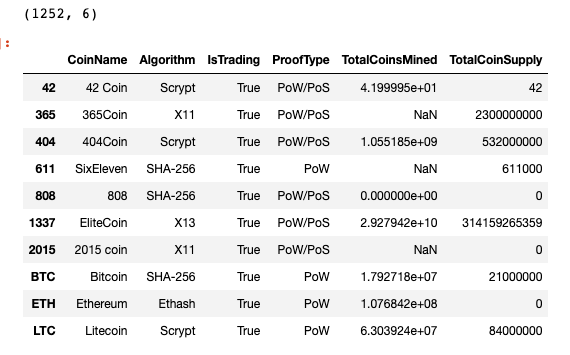 (1252, 6)
]:
CoinName Algorithm IsTrading ProofType TotalCoinsMined TotalCoinSupply
42 42 Coin Scrypt True PoW/PoS 4.199995e+01 42
365 365Coin X11 True PoW/PoS NaN 2300000000
404 404Coin Scrypt True PoW/PoS 1.055185e+09 532000000
611 SixEleven SHA-256 True PoW NaN 611000
808 808 SHA-256 True PoW/PoS 0.000000e+00 0
1337 EliteCoin X13 True PoW/PoS 2.927942e+10 314159265359
2015 2015 coin X11 True PoW/PoS NaN 0
BTC Bitcoin SHA-256 True PoW 1.792718e+07 21000000
ETH Ethereum Ethash True PoW 1.076842e+08 0
LTC Litecoin Scrypt True PoW 6.303924e+07 84000000